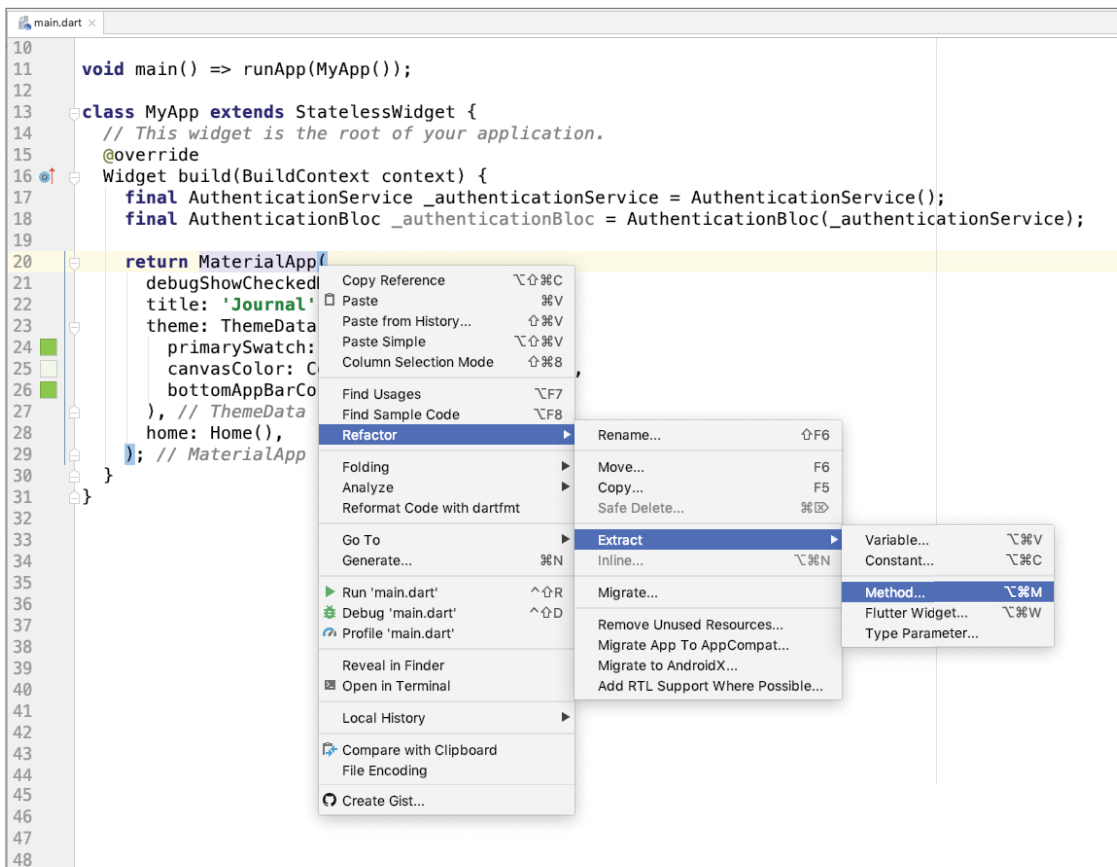 main.dart ×
10
11 void main() => runApp(MyApp());
12
13 class MyApp extends StatelessWidget {
14 // This widget is the root of your application.
15 @override
16 Widget build(BuildContext context) {
17 final AuthenticationService _authenticationService = AuthenticationService();
18 final AuthenticationBloc _authenticationBloc = AuthenticationBloc(_authenticationService);
19
20 return MaterialApp(
21 debugShowChecked
22 title: 'Journal'
23 theme: ThemeData
24 primarySwatch:
25 canvasColor: C ,
26 bottomAppBarCo
27 ), // ThemeData
28 home: Home(),
29 ); // MaterialApp
30 }
31 }
32
33
34
35
36
37
38
39
40
41
42
43
44
45
46
47
48
Copy Reference ⌥⇧⌘C
Paste ⌘V
Paste from History... ⇧⌘V
Paste Simple ⌥⇧⌘V
Column Selection Mode ⇧⌘8
Find Usages ⌥F7
Find Sample Code ⌥F8
Refactor
Folding
Analyze
Reformat Code with dartfmt
Go To
Generate... ⌘N
Run 'main.dart' ^⇧R
Debug 'main.dart' ^⇧D
Profile 'main.dart'
Reveal in Finder
Open in Terminal
Local History
Compare with Clipboard
File Encoding
Create Gist...
Rename... ⇧F6
Move... F6
Copy... F5
Safe Delete... ⌘⌦
Extract
Inline... ⌥⌘N
Migrate...
Remove Unused Resources...
Migrate App To AppCompat...
Migrate to AndroidX...
Add RTL Support Where Possible...
Variable... ⌥⌘V
Constant... ⌥⌘C
Method... ⌥⌘M
Flutter Widget... ⌥⌘W
Type Parameter...